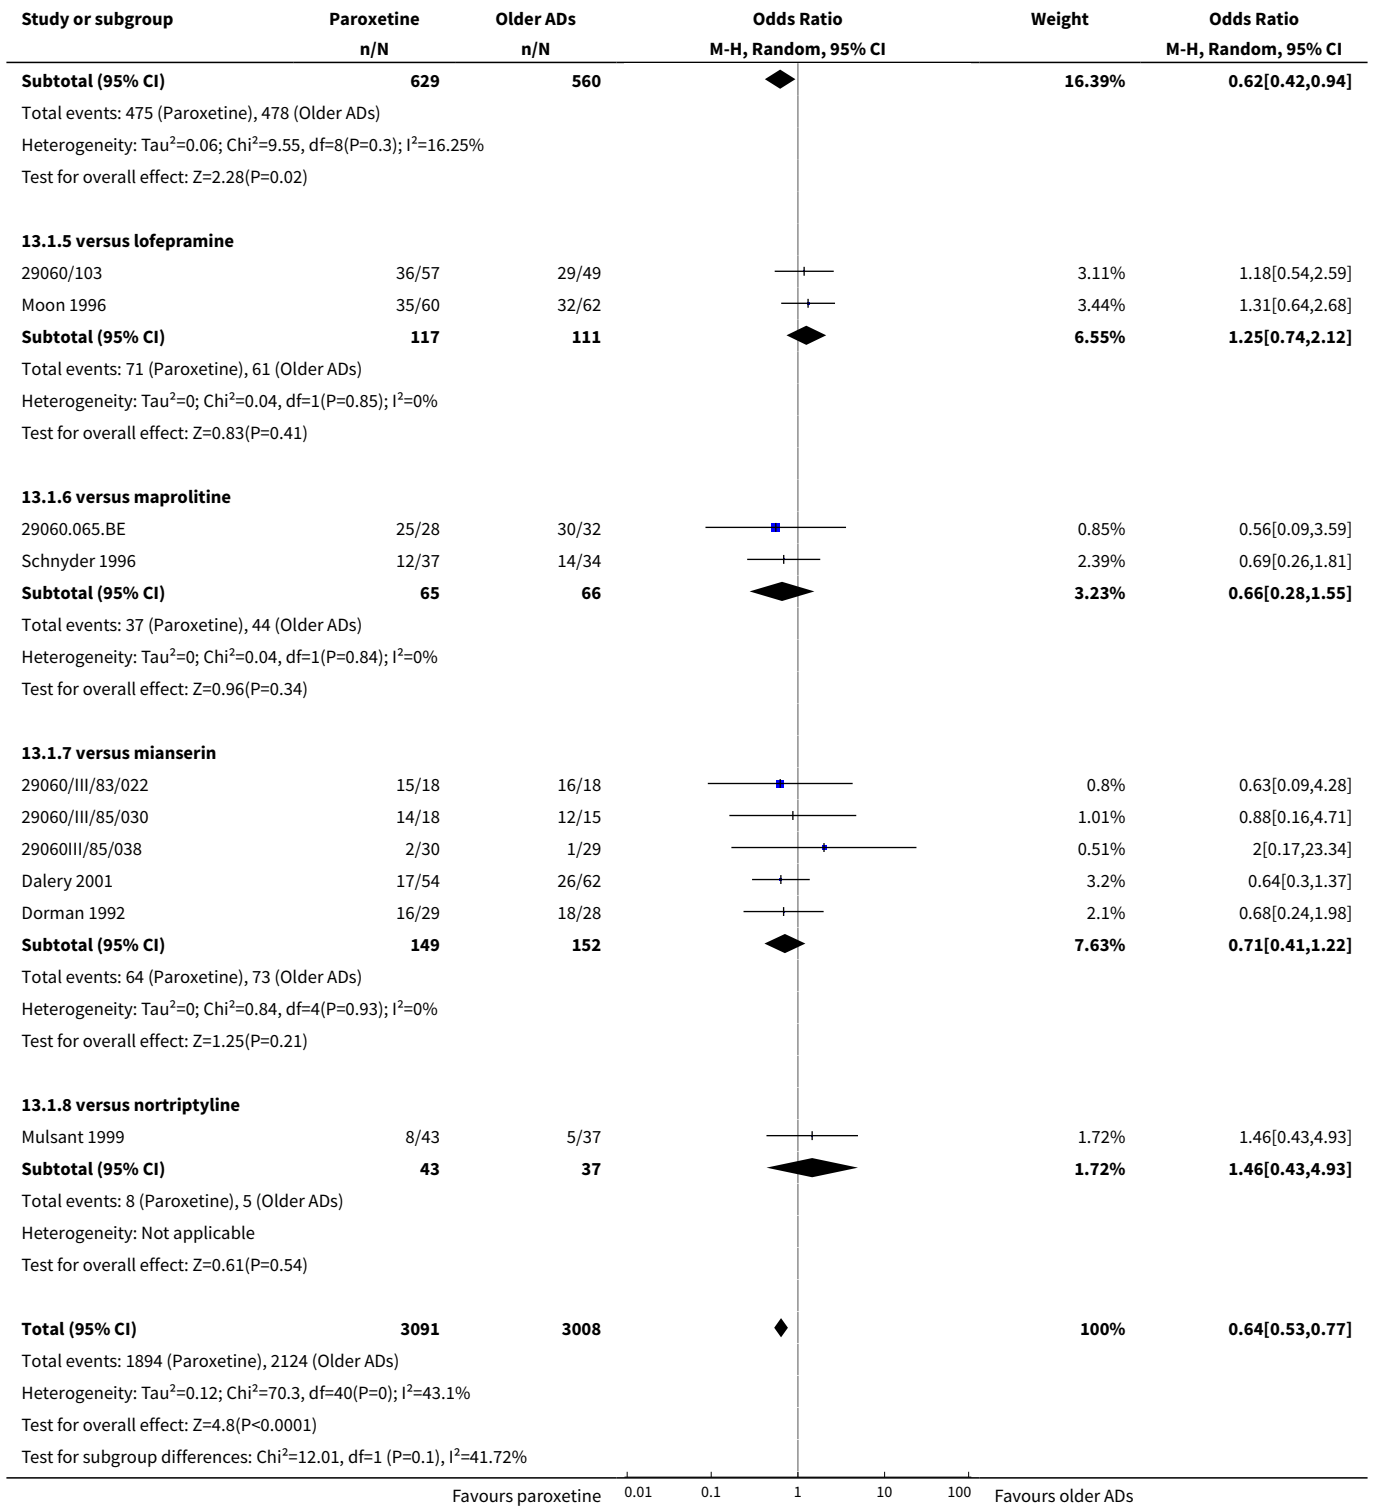 Study or subgroup Paroxetine Older ADs Odds Ratio Weight Odds Ratio
n/N n/N M-H, Random, 95% CI M-H, Random, 95% CI
Subtotal (95% CI) 629 560 16.39% 0.62[0.42,0.94]
Total events: 475 (Paroxetine), 478 (Older ADs)
Heterogeneity: Tau²=0.06; Chi²=9.55, df=8(P=0.3); I²=16.25%
Test for overall effect: Z=2.28(P=0.02)
13.1.5 versus lofepramine
29060/103 36/57 29/49 3.11% 1.18[0.54,2.59]
Moon 1996 35/60 32/62 3.44% 1.31[0.64,2.68]
Subtotal (95% CI) 117 111 6.55% 1.25[0.74,2.12]
Total events: 71 (Paroxetine), 61 (Older ADs)
Heterogeneity: Tau²=0; Chi²=0.04, df=1(P=0.85); I²=0%
Test for overall effect: Z=0.83(P=0.41)
13.1.6 versus maprolitine
29060.065.BE 25/28 30/32 0.85% 0.56[0.09,3.59]
Schnyder 1996 12/37 14/34 2.39% 0.69[0.26,1.81]
Subtotal (95% CI) 65 66 3.23% 0.66[0.28,1.55]
Total events: 37 (Paroxetine), 44 (Older ADs)
Heterogeneity: Tau²=0; Chi²=0.04, df=1(P=0.84); I²=0%
Test for overall effect: Z=0.96(P=0.34)
13.1.7 versus mianserin
29060/III/83/022 15/18 16/18 0.8% 0.63[0.09,4.28]
29060/III/85/030 14/18 12/15 1.01% 0.88[0.16,4.71]
29060III/85/038 2/30 1/29 0.51% 2[0.17,23.34]
Dalery 2001 17/54 26/62 3.2% 0.64[0.3,1.37]
Dorman 1992 16/29 18/28 2.1% 0.68[0.24,1.98]
Subtotal (95% CI) 149 152 7.63% 0.71[0.41,1.22]
Total events: 64 (Paroxetine), 73 (Older ADs)
Heterogeneity: Tau²=0; Chi²=0.84, df=4(P=0.93); I²=0%
Test for overall effect: Z=1.25(P=0.21)
13.1.8 versus nortriptyline
Mulsant 1999 8/43 5/37 1.72% 1.46[0.43,4.93]
Subtotal (95% CI) 43 37 1.72% 1.46[0.43,4.93]
Total events: 8 (Paroxetine), 5 (Older ADs)
Heterogeneity: Not applicable
Test for overall effect: Z=0.61(P=0.54)
Total (95% CI) 3091 3008 100% 0.64[0.53,0.77]
Total events: 1894 (Paroxetine), 2124 (Older ADs)
Heterogeneity: Tau²=0.12; Chi²=70.3, df=40(P=0); I²=43.1%
Test for overall effect: Z=4.8(P<0.0001)
Test for subgroup differences: Chi²=12.01, df=1 (P=0.1), I²=41.72%
Favours paroxetine 0.01 0.1 1 10 100 Favours older ADs